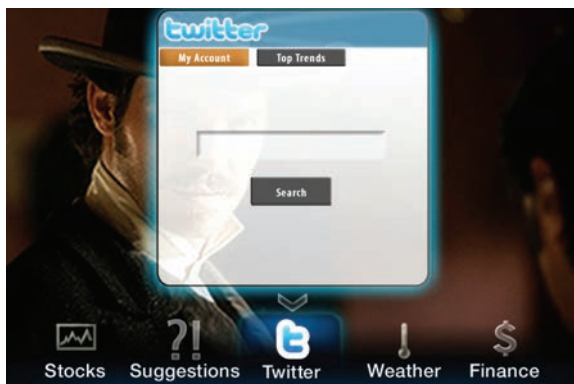 twitter
My Account Top Trends
Search
?!
Stocks Suggestions Twitter Weather Finance
$